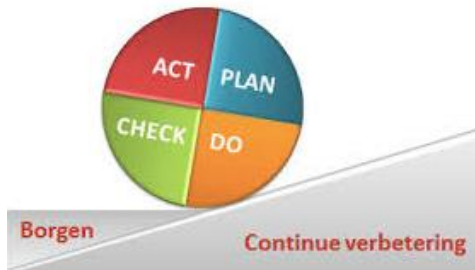 ACT
PLAN
CHECK
DO
Borgen
Continue verbetering